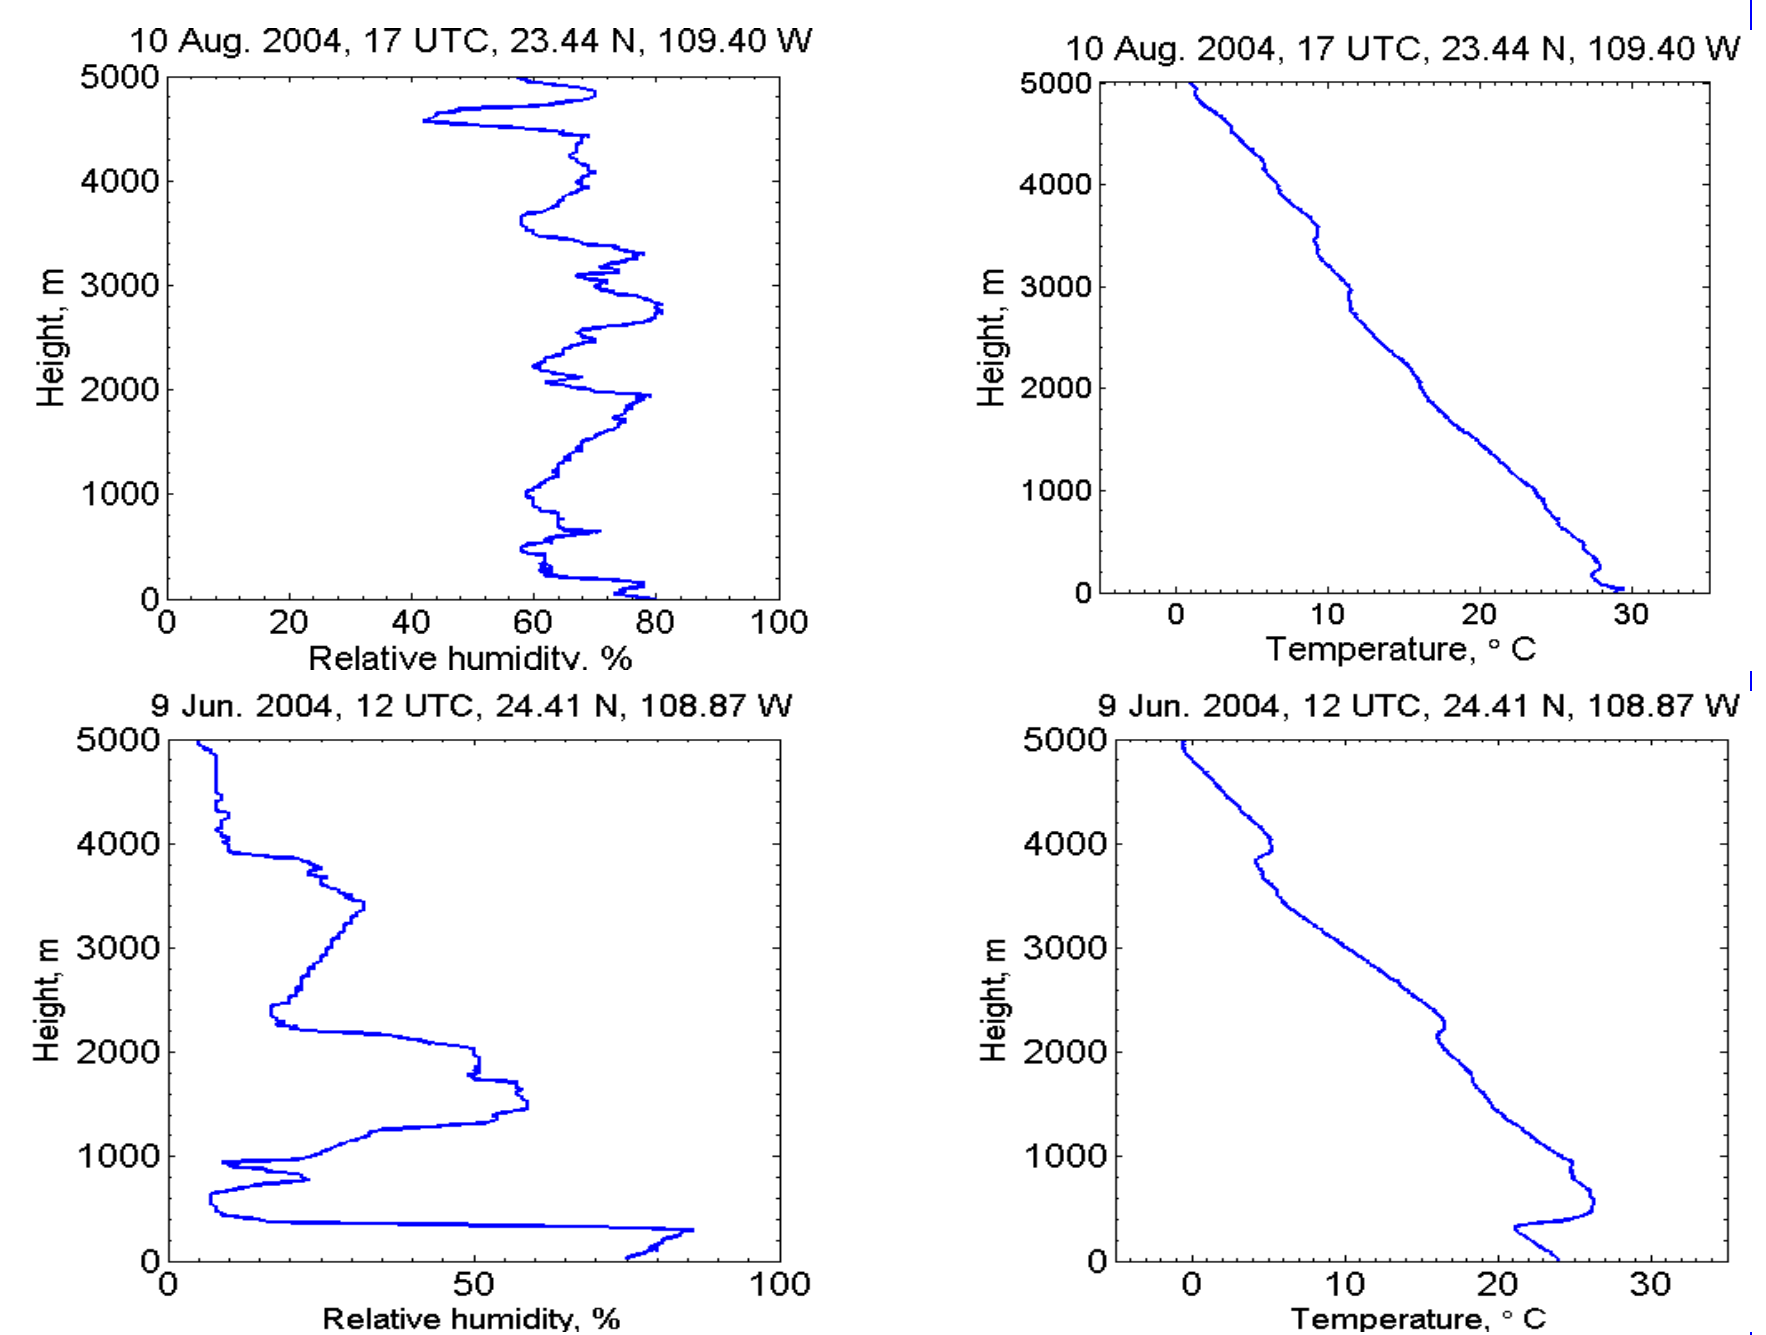 10 Aug. 2004, 17 UTC, 23.44 N, 109.40 W
5000
4000
3000
2000
1000
0
Height, m
0 20 40 60 80 100
Relative humidity. %
10 Aug. 2004, 17 UTC, 23.44 N, 109.40 W
5000
4000
3000
2000
1000
0
Height, m
0 10 20 30
Temperature, ° C
9 Jun. 2004, 12 UTC, 24.41 N, 108.87 W
5000
4000
3000
2000
1000
0
Height, m
0 50 100
Relative humidity, %
9 Jun. 2004, 12 UTC, 24.41 N, 108.87 W
5000
4000
3000
2000
1000
0
Height, m
0 10 20 30
Temperature, ° C